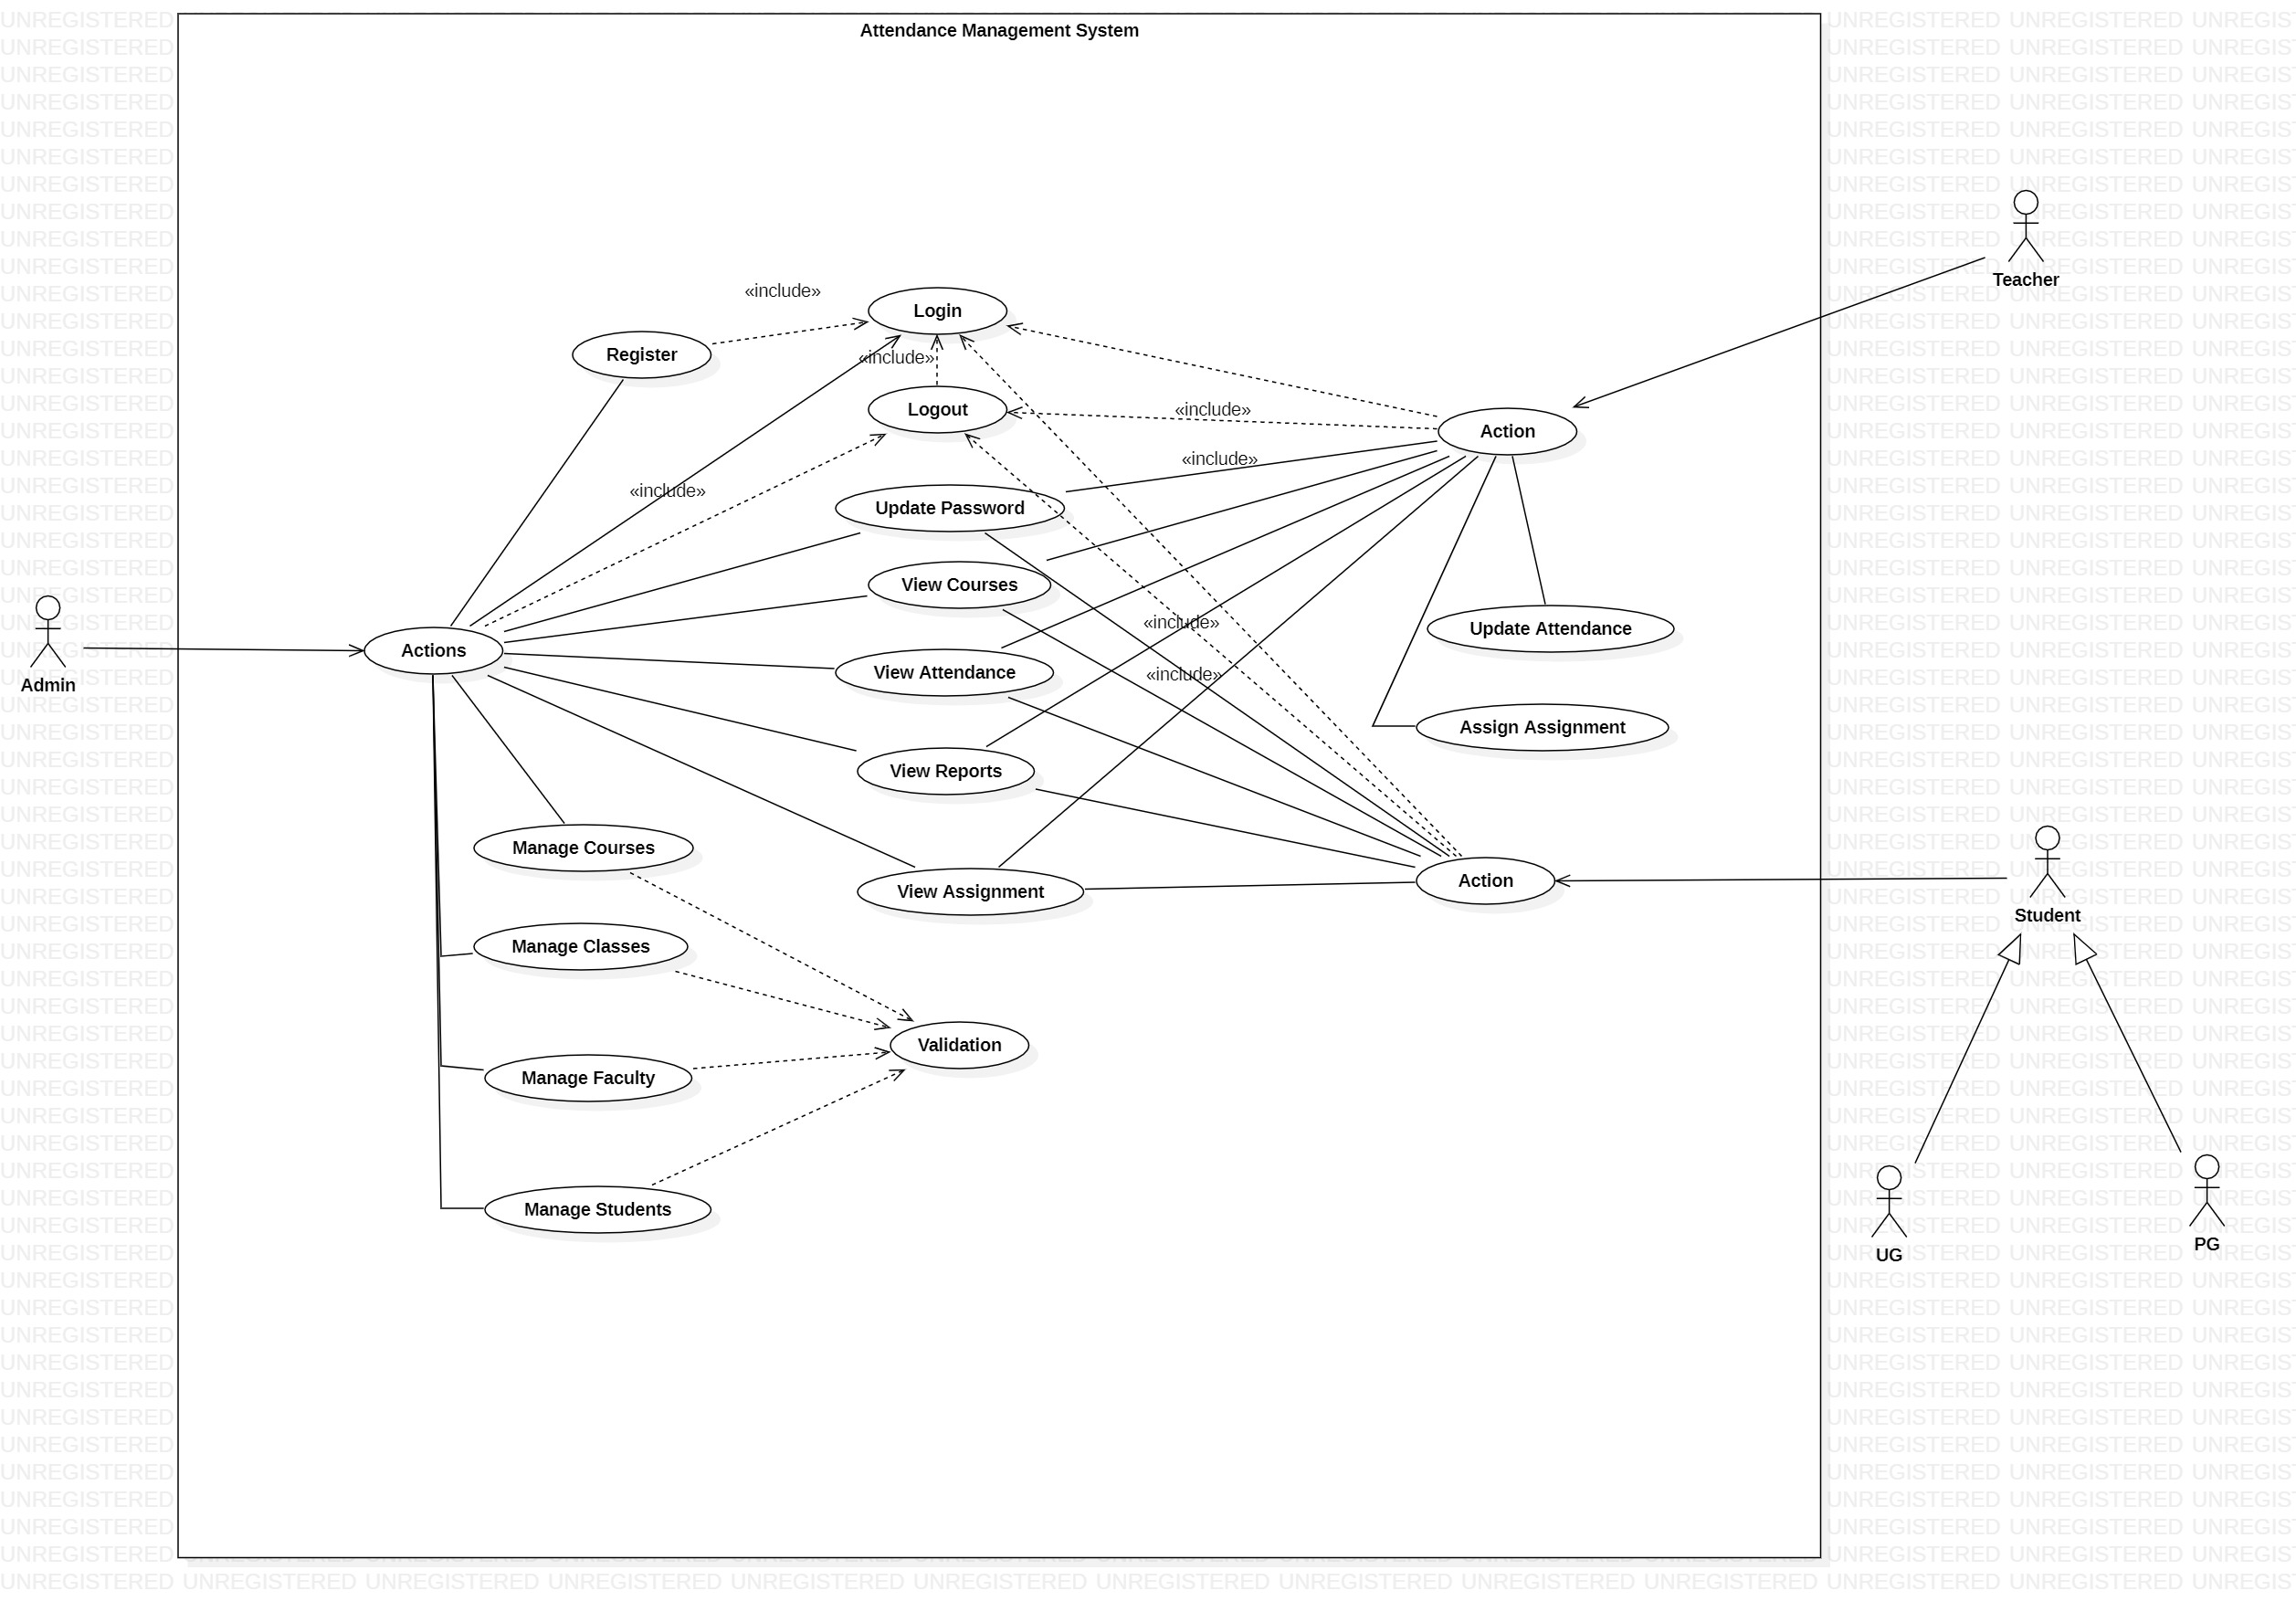 Attendance Management System
Teacher
«include»
Login
Register
«include»
Logout
«include»
Action
«include»
«include»
Update Password
View Courses
«include»
Update Attendance
Actions
Admin
View Attendance
«include»
Assign Assignment
View Reports
Manage Courses
View Assignment
Action
Student
Manage Classes
Validation
Manage Faculty
Manage Students
UG
PG
UNREGISTERED UNREGISTERED UNREGISTERED UNREGISTERED UNREGISTERED UNREGISTERED UNREGISTERED UNREGISTERED UNREGISTERED UNREGISTERED UNREGISTERED UNREGISTERED